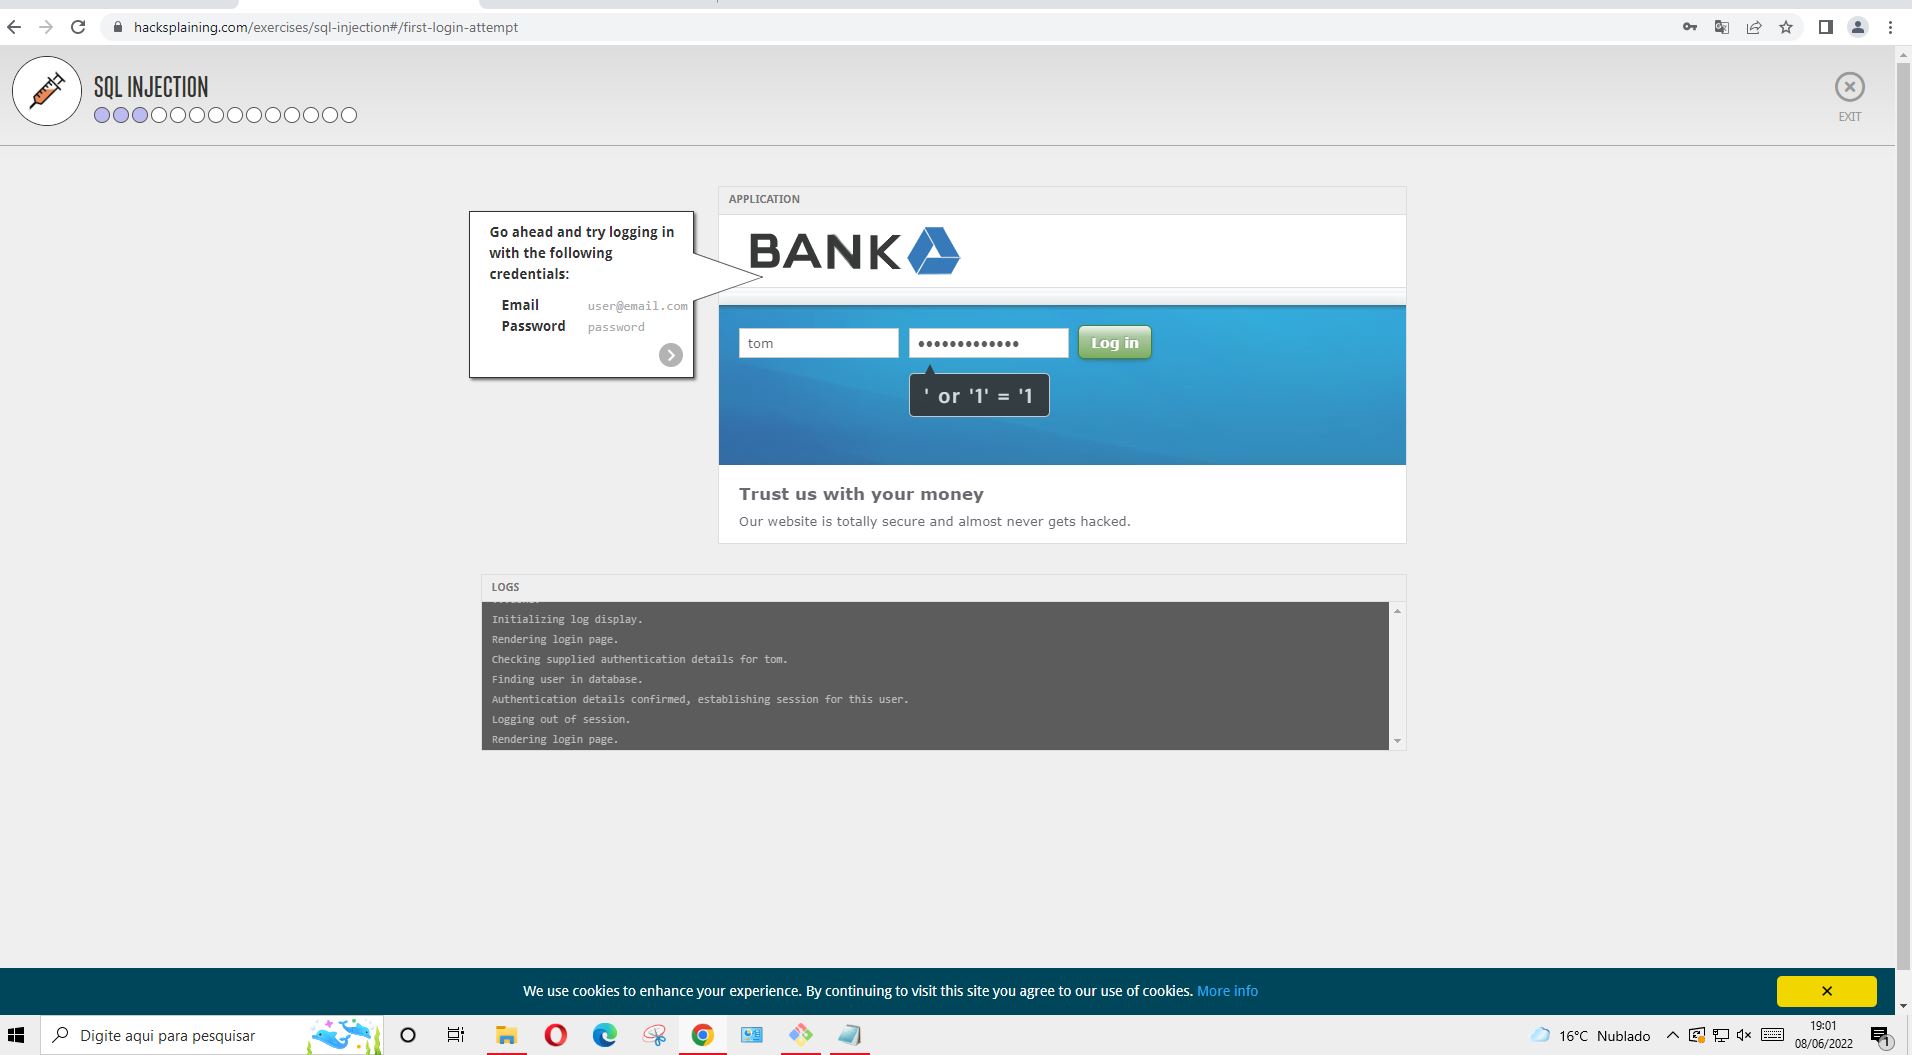 hacksplaining.com/exercises/sql-injection#/first-login-attempt
SQL INJECTION
EXIT
APPLICATION
Go ahead and try logging in
with the following
credentials:
Email user@email.com
Password password
BANK
tom ••••••••••••• Log in
' or '1' = '1
Trust us with your money
Our website is totally secure and almost never gets hacked.
LOGS
Initializing log display.
Rendering login page.
Checking supplied authentication details for tom.
Finding user in database.
Authentication details confirmed, establishing session for this user.
Logging out of session.
Rendering login page.
We use cookies to enhance your experience. By continuing to visit this site you agree to our use of cookies. More info
Digite aqui para pesquisar
16°C Nublado
19:01
08/06/2022
1